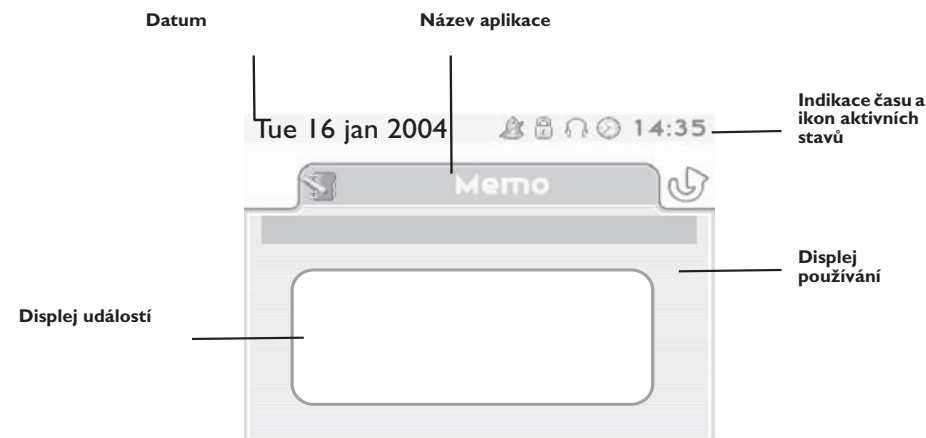 Datum
Název aplikace
Indikace času a
ikon aktivních
stavů
Tue 16 jan 2004
14:35
Memo
Displej
používání
Displej událostí